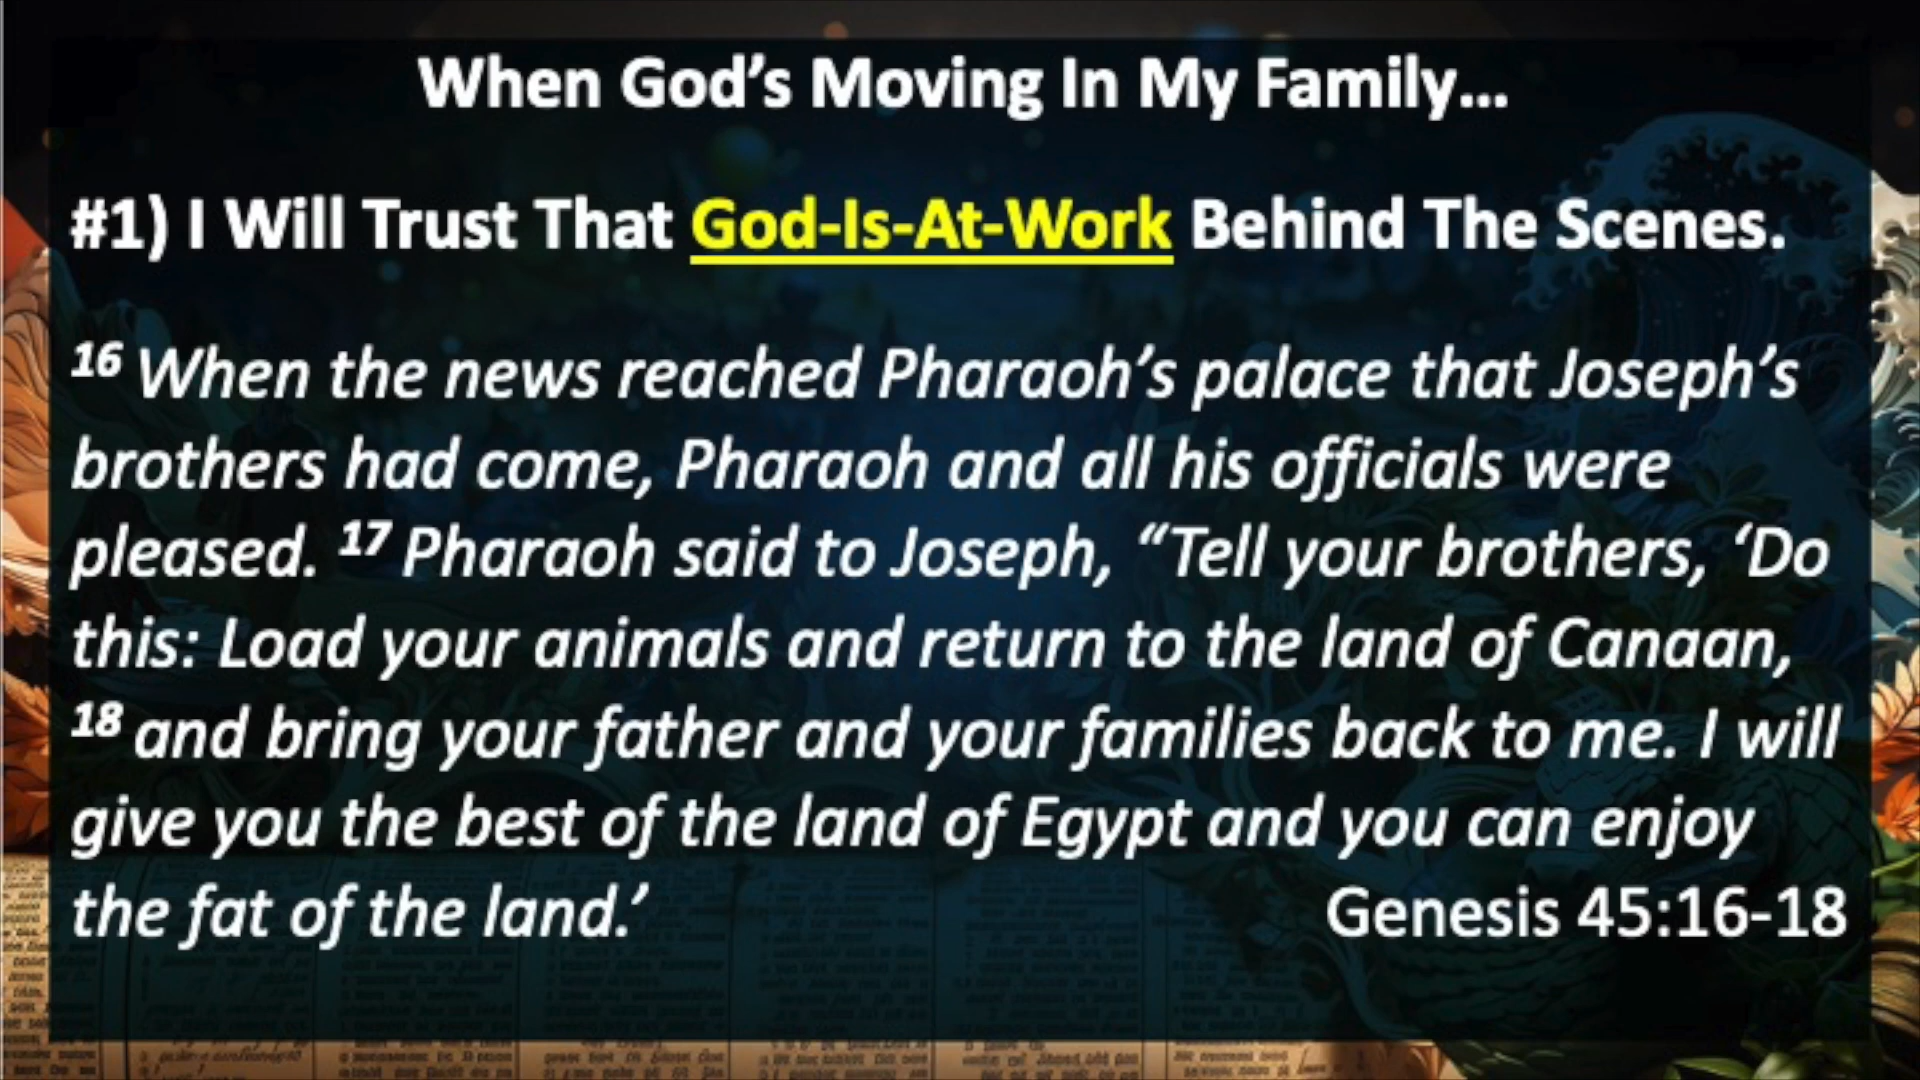 When God’s Moving In My Family...
#1) I Will Trust That God-Is-At-Work Behind The Scenes.
16 When the news reached Pharaoh’s palace that Joseph’s
brothers had come, Pharaoh and all his officials were
pleased. 17 Pharaoh said to Joseph, “Tell your brothers, ‘Do
this: Load your animals and return to the land of Canaan,
18 and bring your father and your families back to me. I will
give you the best of the land of Egypt and you can enjoy
the fat of the land.’ Genesis 45:16-18